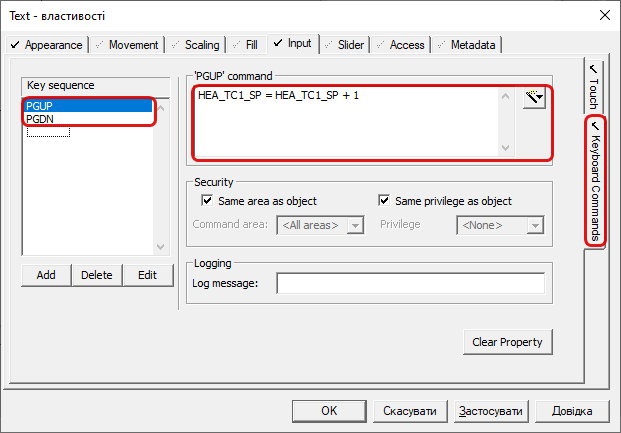 Text - властивості
Appearance Movement Scaling Fill Input Slider Access Metadata
Key sequence
PGUP
PGDN
Add Delete Edit
'PGUP' command
HEA_TC1_SP = HEA_TC1_SP + 1
Security
Same area as object Same privilege as object
Command area: <All areas> Privilege <None>
Logging
Log message:
Clear Property
Touch
Keyboard Commands
OK Скасувати Застосувати Довідка